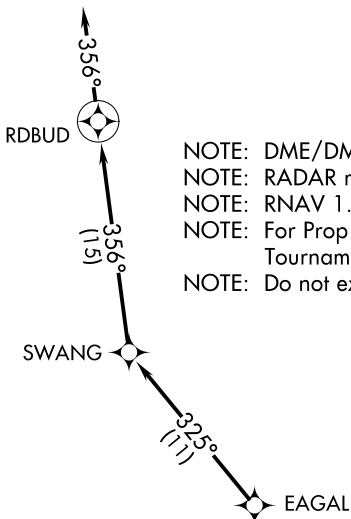 356°
RDBUD
NOTE: DME/DM
NOTE: RADAR
NOTE: RNAV 1.
NOTE: For Prop
Tournam
NOTE: Do not
356°
(15)
SWANG
325°
(11)
EAGAL